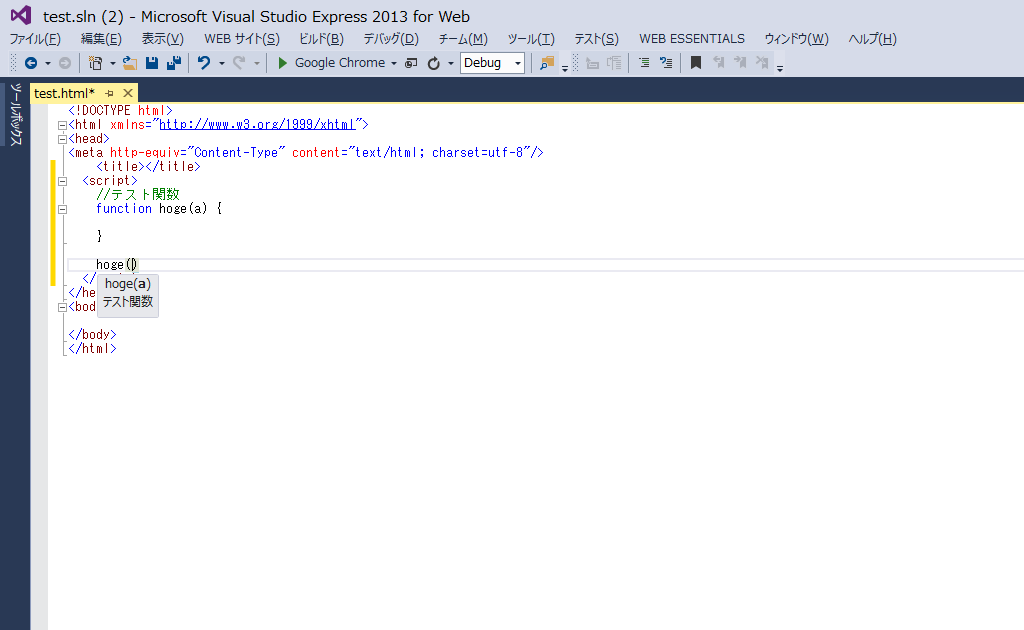 test.sln (2) - Microsoft Visual Studio Express 2013 for Web
ファイル(F) 編集(E) 表示(V) WEB サイト(S) ビルド(B) デバッグ(D) チーム(M) ツール(T) テスト(S) WEB ESSENTIALS ウィンドウ(W) ヘルプ(H)
Google Chrome Debug
ツールボックス
test.html*
<!DOCTYPE html>
<html xmlns="http://www.w3.org/1999/xhtml">
<head>
<meta http-equiv="Content-Type" content="text/html; charset=utf-8"/>
<title></title>
<script>
//テスト関数
function hoge(a) {
}
hoge()
</
hoge(a)
</he
テスト関数
<bod
</body>
</html>